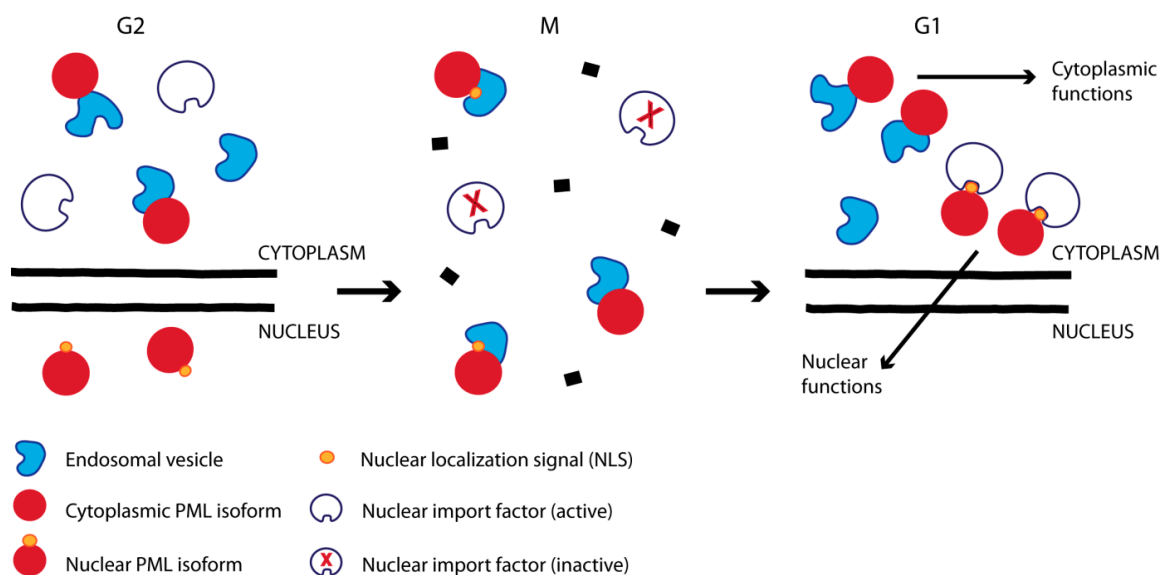 G2
M
G1
Cytoplasmic
functions
X
X
CYTOPLASM
CYTOPLASM
NUCLEUS
NUCLEUS
Nuclear
functions
Endosomal vesicle
Nuclear localization signal (NLS)
Cytoplasmic PML isoform
Nuclear import factor (active)
Nuclear PML isoform
X
Nuclear import factor (inactive)